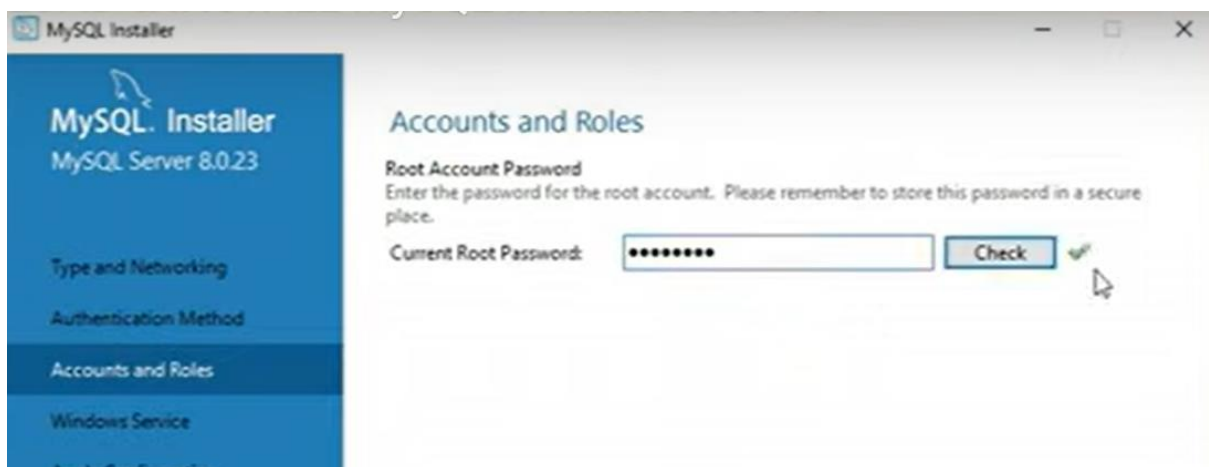 MySQL Installer
MySQL. Installer
MySQL Server 8.0.23
Type and Networking
Authentication Method
Accounts and Roles
Windows Service
Accounts and Roles
Root Account Password
Enter the password for the root account. Please remember to store this password in a secure
place.
Current Root Password:
Check